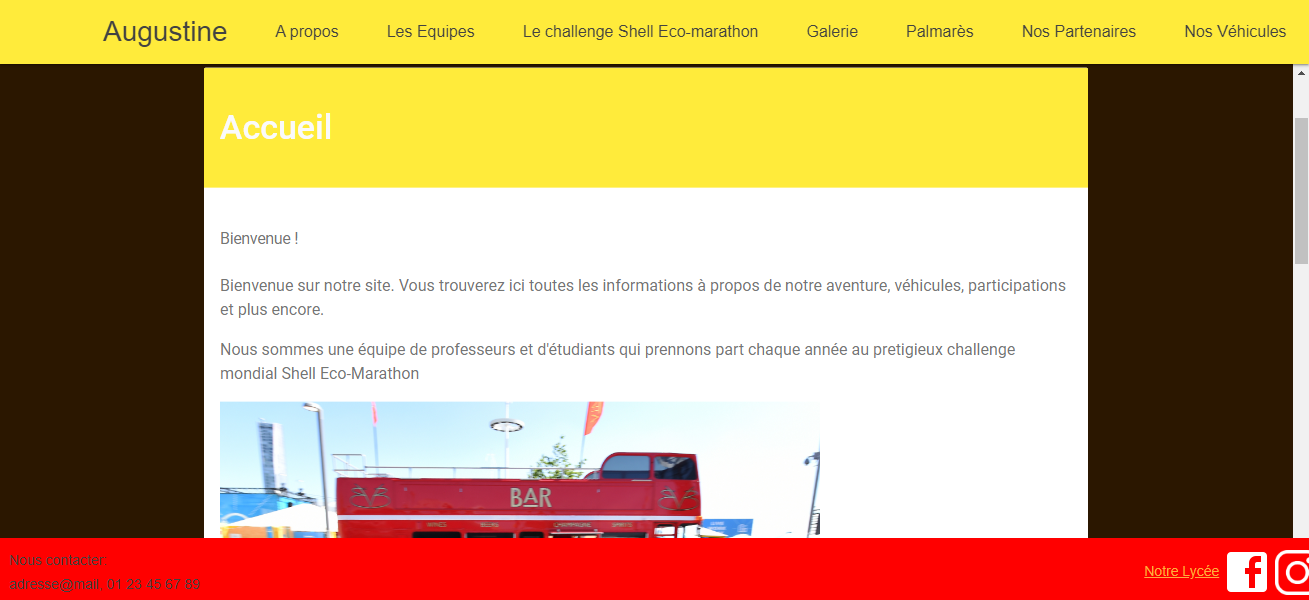 Augustine A propos Les Equipes Le challenge Shell Eco-marathon Galerie Palmarès Nos Partenaires Nos Véhicules
Accueil
Bienvenue !
Bienvenue sur notre site. Vous trouverez ici toutes les informations à propos de notre aventure, véhicules, participations
et plus encore.
Nous sommes une équipe de professeurs et d'étudiants qui prennons part chaque année au pretigieux challenge
mondial Shell Eco-Marathon
BAR
Nous contacter
adresse@mail, 01 23 45 67 89
Notre Lycée